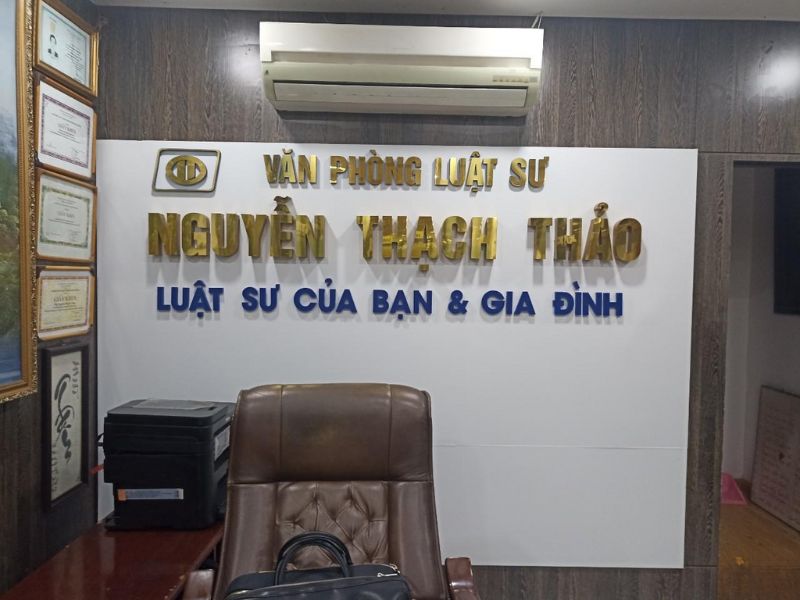 VĂN PHÒNG LUẬT SƯ
NGUYỄN THẠCH THẢO
LUẬT SƯ CỦA BẠN & GIA ĐÌNH